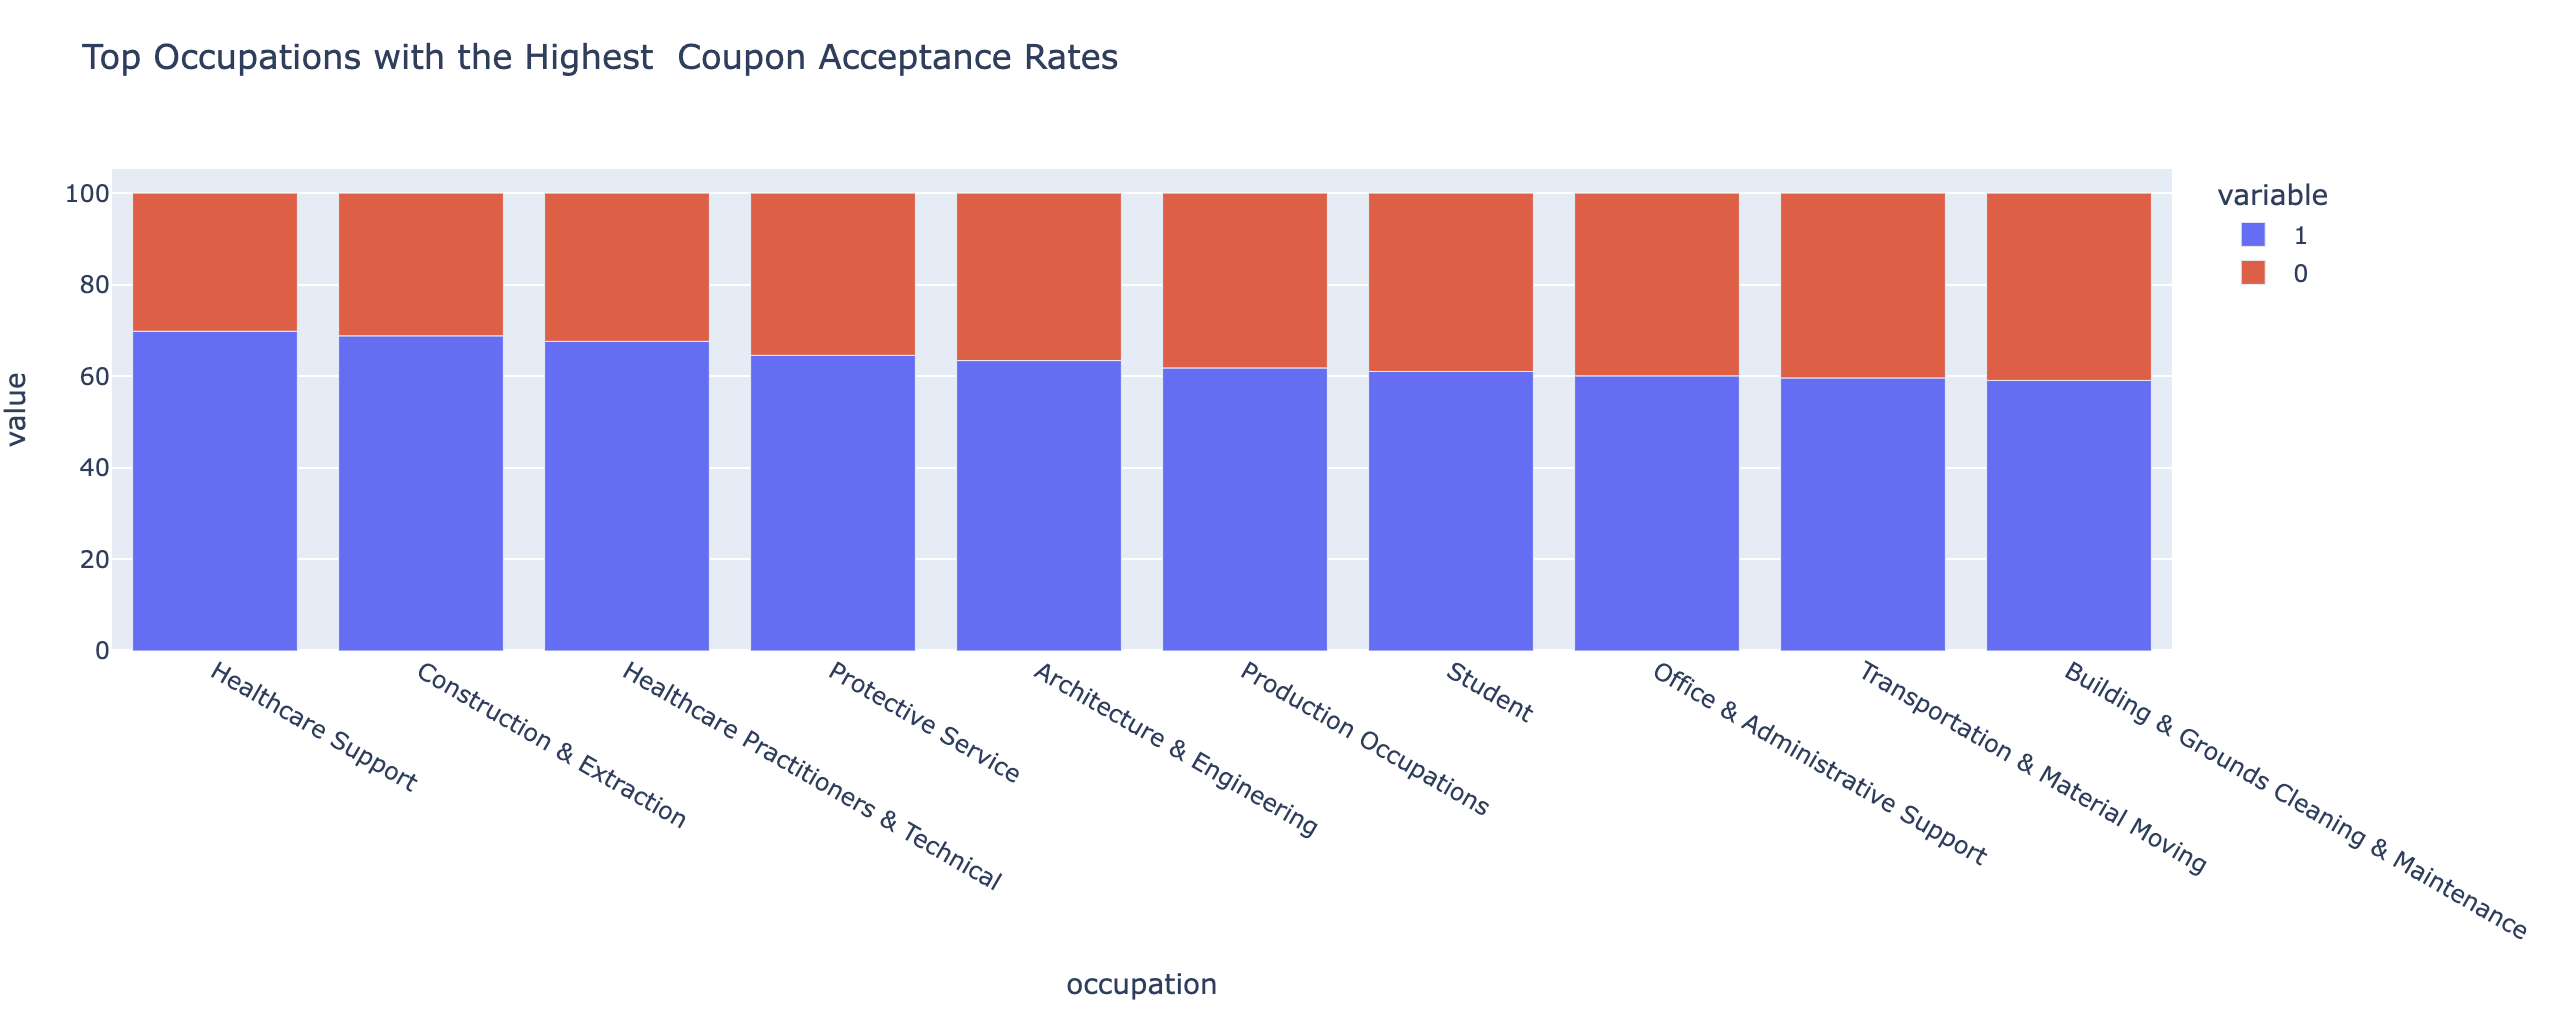 Top Occupations with the Highest  Coupon Acceptance Rates
variable
1
0
value
100
80
60
40
20
0
Healthcare Support
Construction & Extraction
Healthcare Practitioners & Technical
Protective Service
Architecture & Engineering
Production Occupations
Student
Office & Administrative Support
Transportation & Material Moving
Building & Grounds Cleaning & Maintenance
occupation